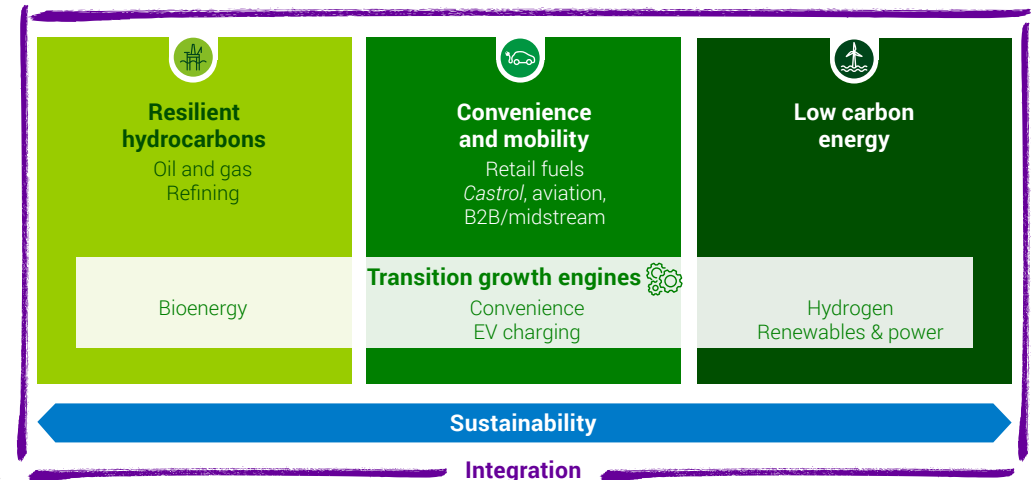 Resilient
hydrocarbons
Oil and gas
Refining
Convenience
and mobility
Retail fuels
Castrol, aviation,
B2B/midstream
Low carbon
energy
Transition growth engines
Bioenergy
Convenience
EV charging
Hydrogen
Renewables & power
Sustainability
Integration